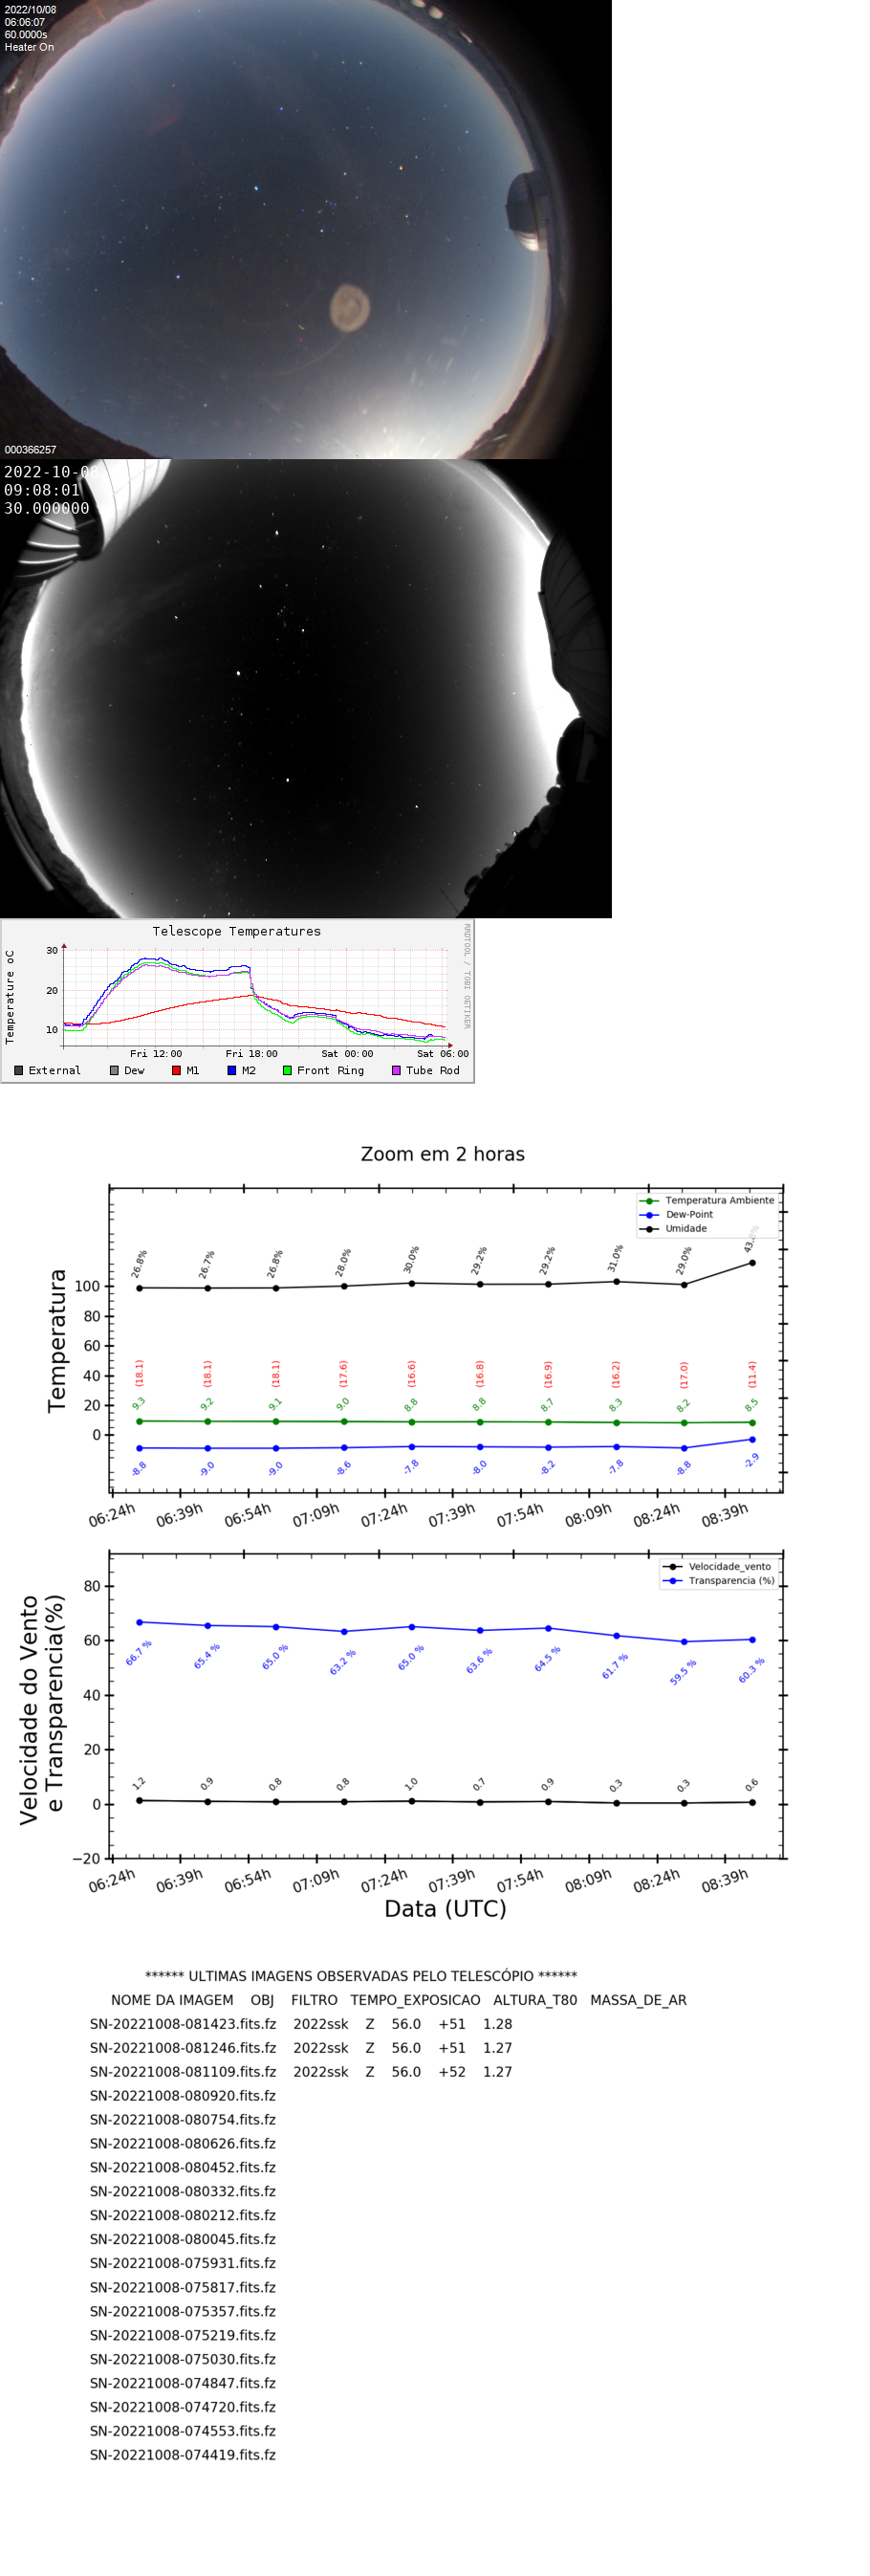 2022/10/08
06:06:07
60.0000s
Heater On
000366257
2022-10-08
09:08:01
30.000000
Telescope Temperatures
RRDTOOL / TOBI OETIKER
Temperature oC
30
20
10
Fri 12:00 Fri 18:00 Sat 00:00 Sat 06:00
External Dew M1 M2 Front Ring Tube Rod
Zoom em 2 horas
Temperatura Ambiente
Dew-Point
Umidade
Temperatura
100
80
60
40
20
0
26.8% 26.7% 26.8% 28.0% 30.0% 29.2% 29.2% 31.0% 29.0%
(18.1) (18.1) (18.1) (17.6) (16.6) (16.8) (16.9) (16.2) (17.0) (11.4)
9.3 9.2 9.1 9.0 8.8 8.8 8.7 8.3 8.2 8.5
-8.8 -9.0 -9.0 -8.6 -7.8 -8.0 -8.2 -7.8 -8.8 -2.9
06:24h 06:39h 06:54h 07:09h 07:24h 07:39h 07:54h 08:09h 08:24h 08:39h
Velocidade_vento
Transparencia (%)
Velocidade do Vento
e Transparencia(%)
80
60
40
20
0
−20
66.7 % 65.4 % 65.0 % 63.2 % 65.0 % 63.6 % 64.5 % 61.7 % 59.5 % 60.3 %
1.2 0.9 0.8 0.8 1.0 0.7 0.9 0.3 0.3 0.6
06:24h 06:39h 06:54h 07:09h 07:24h 07:39h 07:54h 08:09h 08:24h 08:39h
Data (UTC)
****** ULTIMAS IMAGENS OBSERVADAS PELO TELESCÓPIO ******
NOME DA IMAGEM OBJ FILTRO TEMPO_EXPOSICAO ALTURA_T80 MASSA_DE_AR
SN-20221008-081423.fits.fz 2022ssk Z 56.0 +51 1.28
SN-20221008-081246.fits.fz 2022ssk Z 56.0 +51 1.27
SN-20221008-081109.fits.fz 2022ssk Z 56.0 +52 1.27
SN-20221008-080920.fits.fz
SN-20221008-080754.fits.fz
SN-20221008-080626.fits.fz
SN-20221008-080452.fits.fz
SN-20221008-080332.fits.fz
SN-20221008-080212.fits.fz
SN-20221008-080045.fits.fz
SN-20221008-075931.fits.fz
SN-20221008-075817.fits.fz
SN-20221008-075357.fits.fz
SN-20221008-075219.fits.fz
SN-20221008-075030.fits.fz
SN-20221008-074847.fits.fz
SN-20221008-074720.fits.fz
SN-20221008-074553.fits.fz
SN-20221008-074419.fits.fz